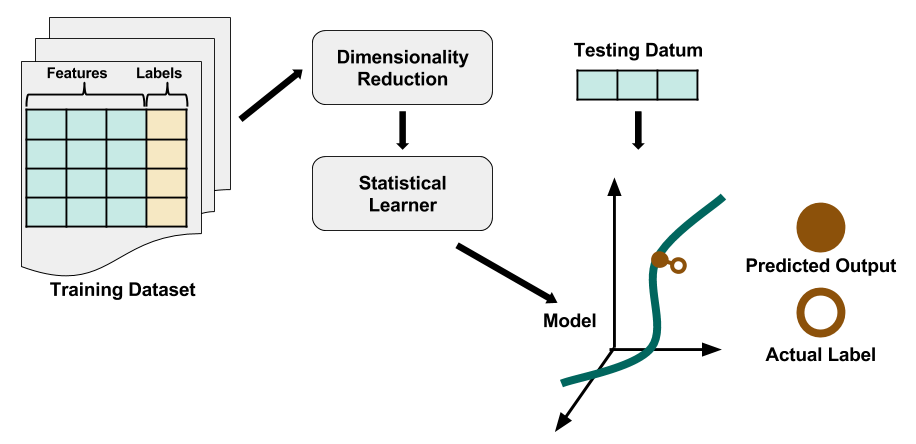 Features
Labels
Training Dataset
Dimensionality
Reduction
Statistical
Learner
Testing Datum
Model
Predicted Output
Actual Label